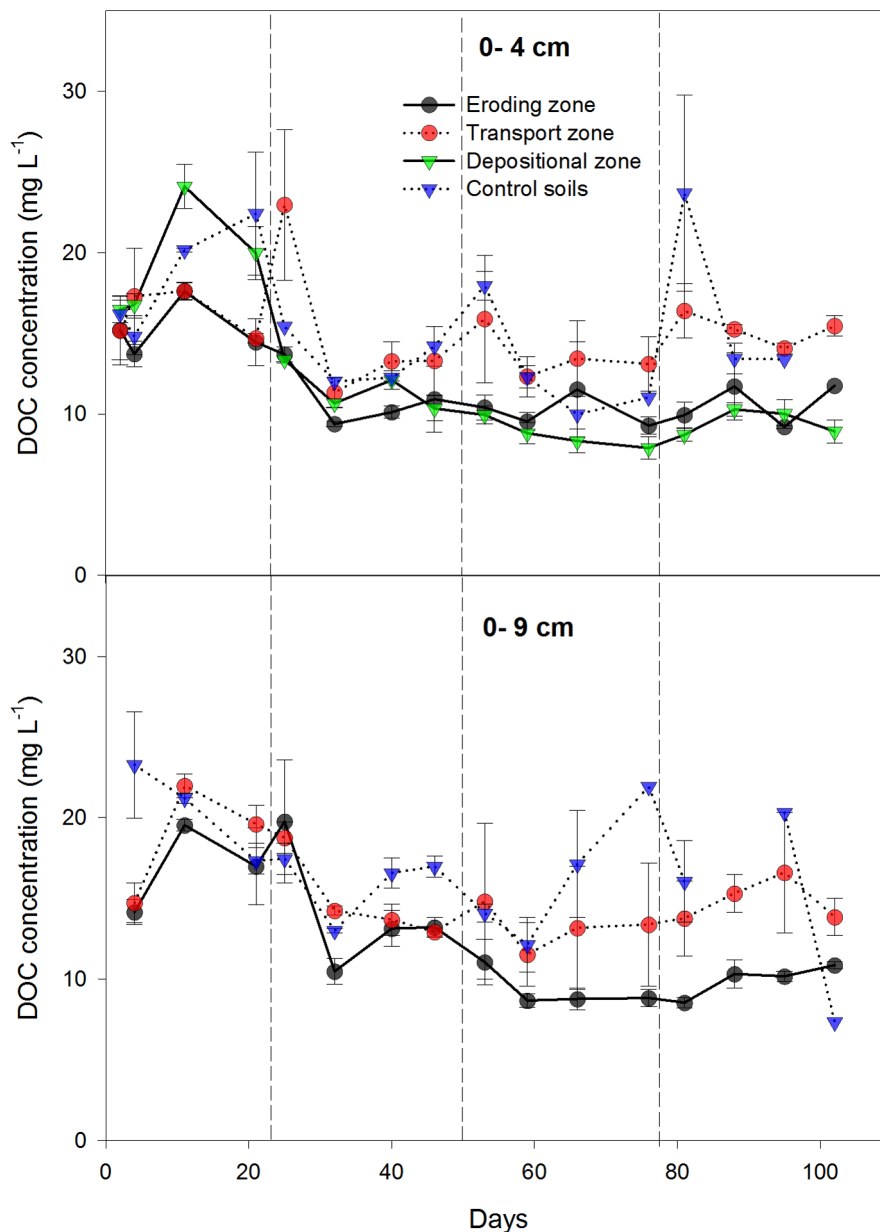 0- 4 cm
30
Eroding zone
Transport zone
Depositional zone
Control soils
20
10
0
DOC concentration (mg L⁻¹)
0- 9 cm
30
20
10
0
DOC concentration (mg L⁻¹)
0 20 40 60 80 100
Days